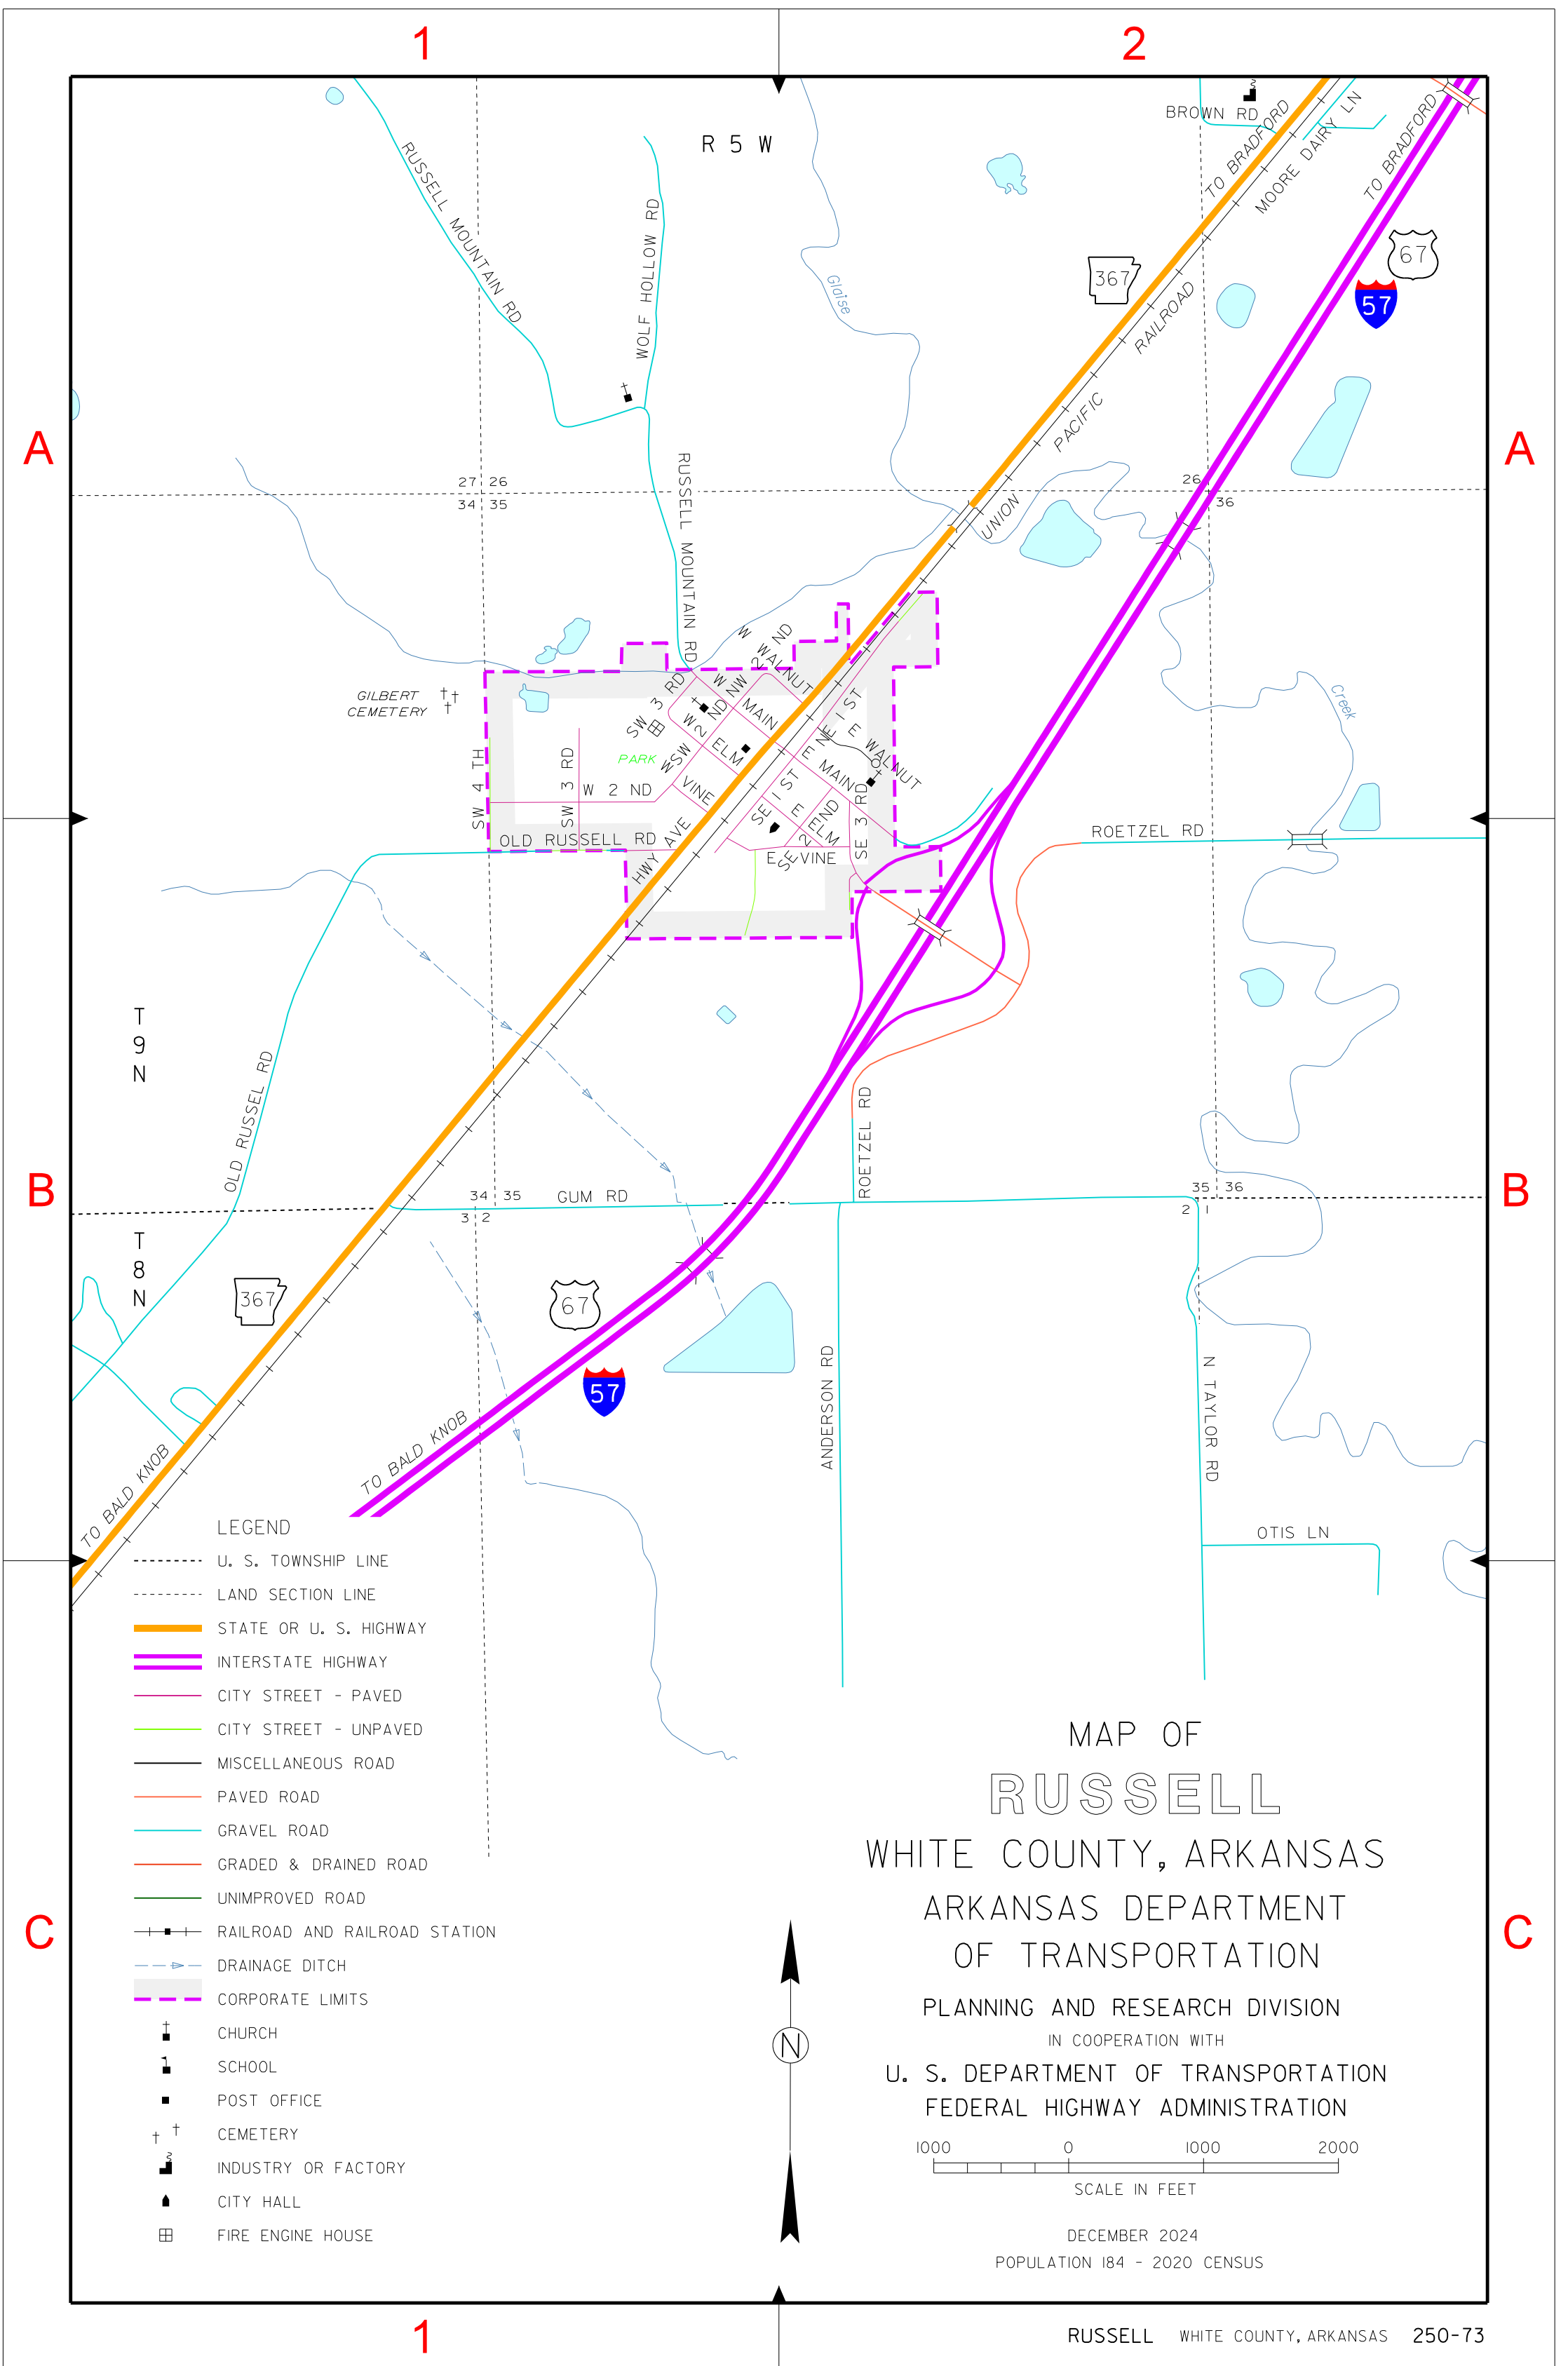 1
2
R 5 W
BROWN RD
TO BRADFORD
MOORE DAIRY LN
TO BRADFORD
RUSSELL MOUNTAIN RD
WOLF HOLLOW RD
Glaise
367
67
57
RAILROAD
PACIFIC
UNION
A
A
27 26
34 35
26
36
RUSSELL MOUNTAIN RD
GILBERT
CEMETERY
SW 3 RD
W WALNUT
NW 2 ND
W MAIN
W ELM
SW 2 ND
W VINE
PARK
SW 4 TH
SW 3 RD
W 2 ND
OLD RUSSELL RD
HWY AVE
NE 1 ST
E WALNUT
E MAIN
SE 1 ST
E ELM
SE 2 ND
SE 3 RD
E VINE
Creek
ROETZEL RD
T
9
N
OLD RUSSEL RD
ROETZEL RD
B
B
34 35
3 2
GUM RD
35 36
2 1
T
8
N
367
67
57
ANDERSON RD
N TAYLOR RD
TO BALD KNOB
TO BALD KNOB
OTIS LN
LEGEND
U. S. TOWNSHIP LINE
LAND SECTION LINE
STATE OR U. S. HIGHWAY
INTERSTATE HIGHWAY
CITY STREET - PAVED
CITY STREET - UNPAVED
MISCELLANEOUS ROAD
PAVED ROAD
GRAVEL ROAD
GRADED & DRAINED ROAD
UNIMPROVED ROAD
RAILROAD AND RAILROAD STATION
DRAINAGE DITCH
CORPORATE LIMITS
CHURCH
SCHOOL
POST OFFICE
CEMETERY
INDUSTRY OR FACTORY
CITY HALL
FIRE ENGINE HOUSE
C
C
N
MAP OF
RUSSELL
WHITE COUNTY, ARKANSAS
ARKANSAS DEPARTMENT
OF TRANSPORTATION
PLANNING AND RESEARCH DIVISION
IN COOPERATION WITH
U. S. DEPARTMENT OF TRANSPORTATION
FEDERAL HIGHWAY ADMINISTRATION
1000 0 1000 2000
SCALE IN FEET
DECEMBER 2024
POPULATION 184 - 2020 CENSUS
1
RUSSELL WHITE COUNTY, ARKANSAS 250-73